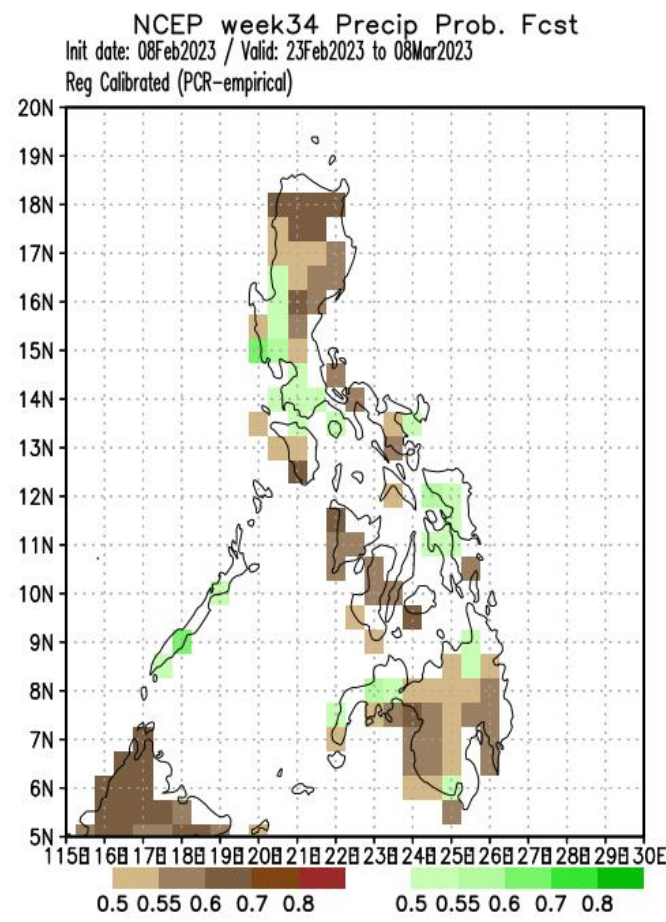 NCEP week34 Precip Prob. Fcst
Init date: 08Feb2023 / Valid: 23Feb2023 to 08Mar2023
Reg Calibrated (PCR-empirical)
20N
19N
18N
17N
16N
15N
14N
13N
12N
11N
10N
9N
8N
7N
6N
5N
130E
0.5 0.55 0.6 0.7 0.8 0.5 0.55 0.6 0.7 0.8